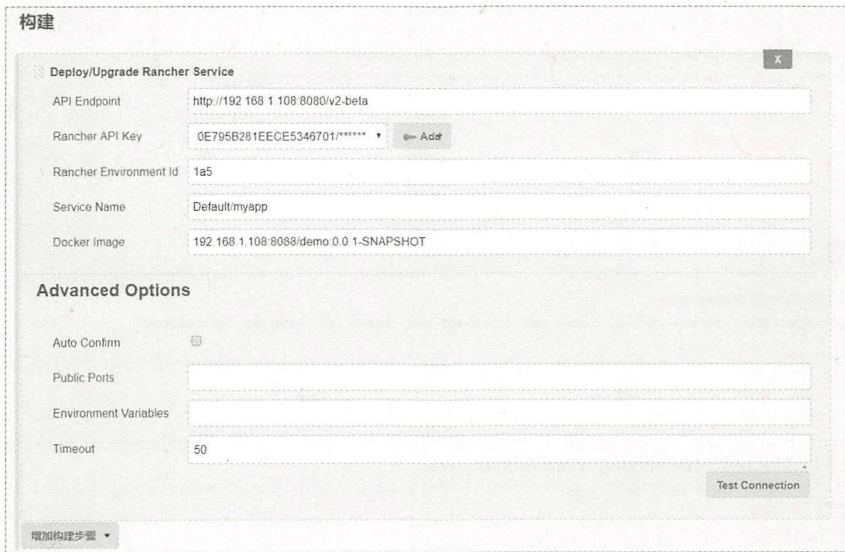 构建
X
Deploy/Upgrade Rancher Service
API Endpoint http://192 168 1.108:8080/v2-beta
Rancher API Key 0E795B281EECE5346701/****** Add
Rancher Environment Id 1a5
Service Name Default/myapp
Docker Image 192 168 1.108:8088/demo:0.0 1-SNAPSHOT
Advanced Options
Auto Confirm
Public Ports
Environment Variables
Timeout 50
Test Connection
增加构建步骤